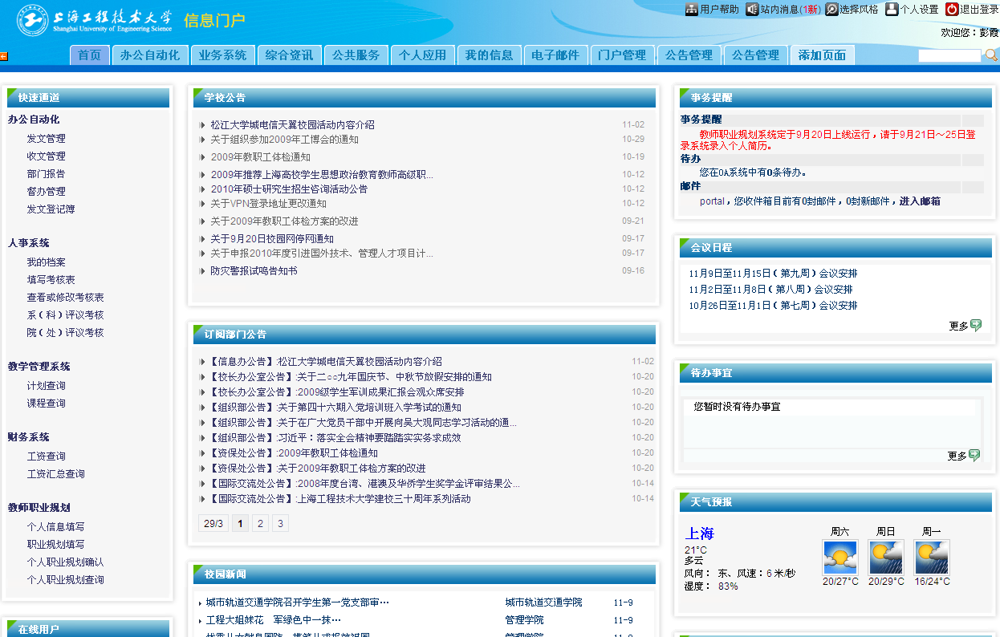 上海工程技术大学
Shanghai University of Engineering Science
信息门户
用户帮助 站内消息(1新) 选择风格 个人设置 退出登录
欢迎您：彭霞
首页 办公自动化 业务系统 综合资讯 公共服务 个人应用 我的信息 电子邮件 门户管理 公告管理 公告管理 添加页面
快速通道
办公自动化
发文管理
收文管理
部门报告
督办管理
发文登记簿
人事系统
我的档案
填写考核表
查看或修改考核表
系（科）评议考核
院（处）评议考核
教学管理系统
计划查询
课程查询
财务系统
工资查询
工资汇总查询
教师职业规划
个人信息填写
职业规划填写
个人职业规划确认
个人职业规划查询
在线用户
学校公告
松江大学城电信天翼校园活动内容介绍 11-02
关于组织参加2009年工博会的通知 10-29
2009年教职工体检通知 10-19
2009年推荐上海高校学生思想政治教育教师高级职... 10-12
2010年硕士研究生招生咨询活动公告 10-12
关于VPN登录地址更改通知 10-12
关于2009年教职工体检方案的改进 09-21
关于9月20日校园网停网通知 09-17
关于申报2010年度引进国外技术、管理人才项目计... 09-17
防灾警报试鸣告知书 09-16
订阅部门公告
【信息办公告】:松江大学城电信天翼校园活动内容介绍 11-02
【校长办公室公告】:关于二○○九年国庆节、中秋节放假安排的通知 10-20
【校长办公室公告】:2009级学生军训成果汇报会观众席安排 10-20
【组织部公告】:关于第四十六期入党培训班入学考试的通知 10-20
【组织部公告】:关于在广大党员干部中开展向吴大观同志学习活动的通... 10-20
【组织部公告】:习近平：落实全会精神要踏踏实实务求成效 10-20
【资保处公告】:2009年教职工体检通知 10-20
【资保处公告】:关于2009年教职工体检方案的改进 10-20
【国际交流处公告】:2008年度台湾、港澳及华侨学生奖学金评审结果公... 10-14
【国际交流处公告】:上海工程技术大学建校三十周年系列活动 10-14
29/3 1 2 3
校园新闻
城市轨道交通学院召开学生第一党支部审… 城市轨道交通学院 11-9
工程大姐妹花　军绿色中一抹… 管理学院 11-9
事务提醒
事务提醒
教师职业规划系统定于9月20日上线运行，请于9月21日～25日登
录系统录入个人简历。
待办
您在OA系统中有0条待办。
邮件
portal，您收件箱目前有0封邮件，0封新邮件，进入邮箱
会议日程
11月9日至11月15日（第九周）会议安排
11月2日至11月8日（第八周）会议安排
10月26日至11月1日（第七周）会议安排
更多
待办事宜
您暂时没有待办事宜
更多
天气预报
上海
21°C
多云
风向： 东、风速：6 米/秒
湿度： 83%
周六 周日 周一
20/27°C 20/29°C 16/24°C